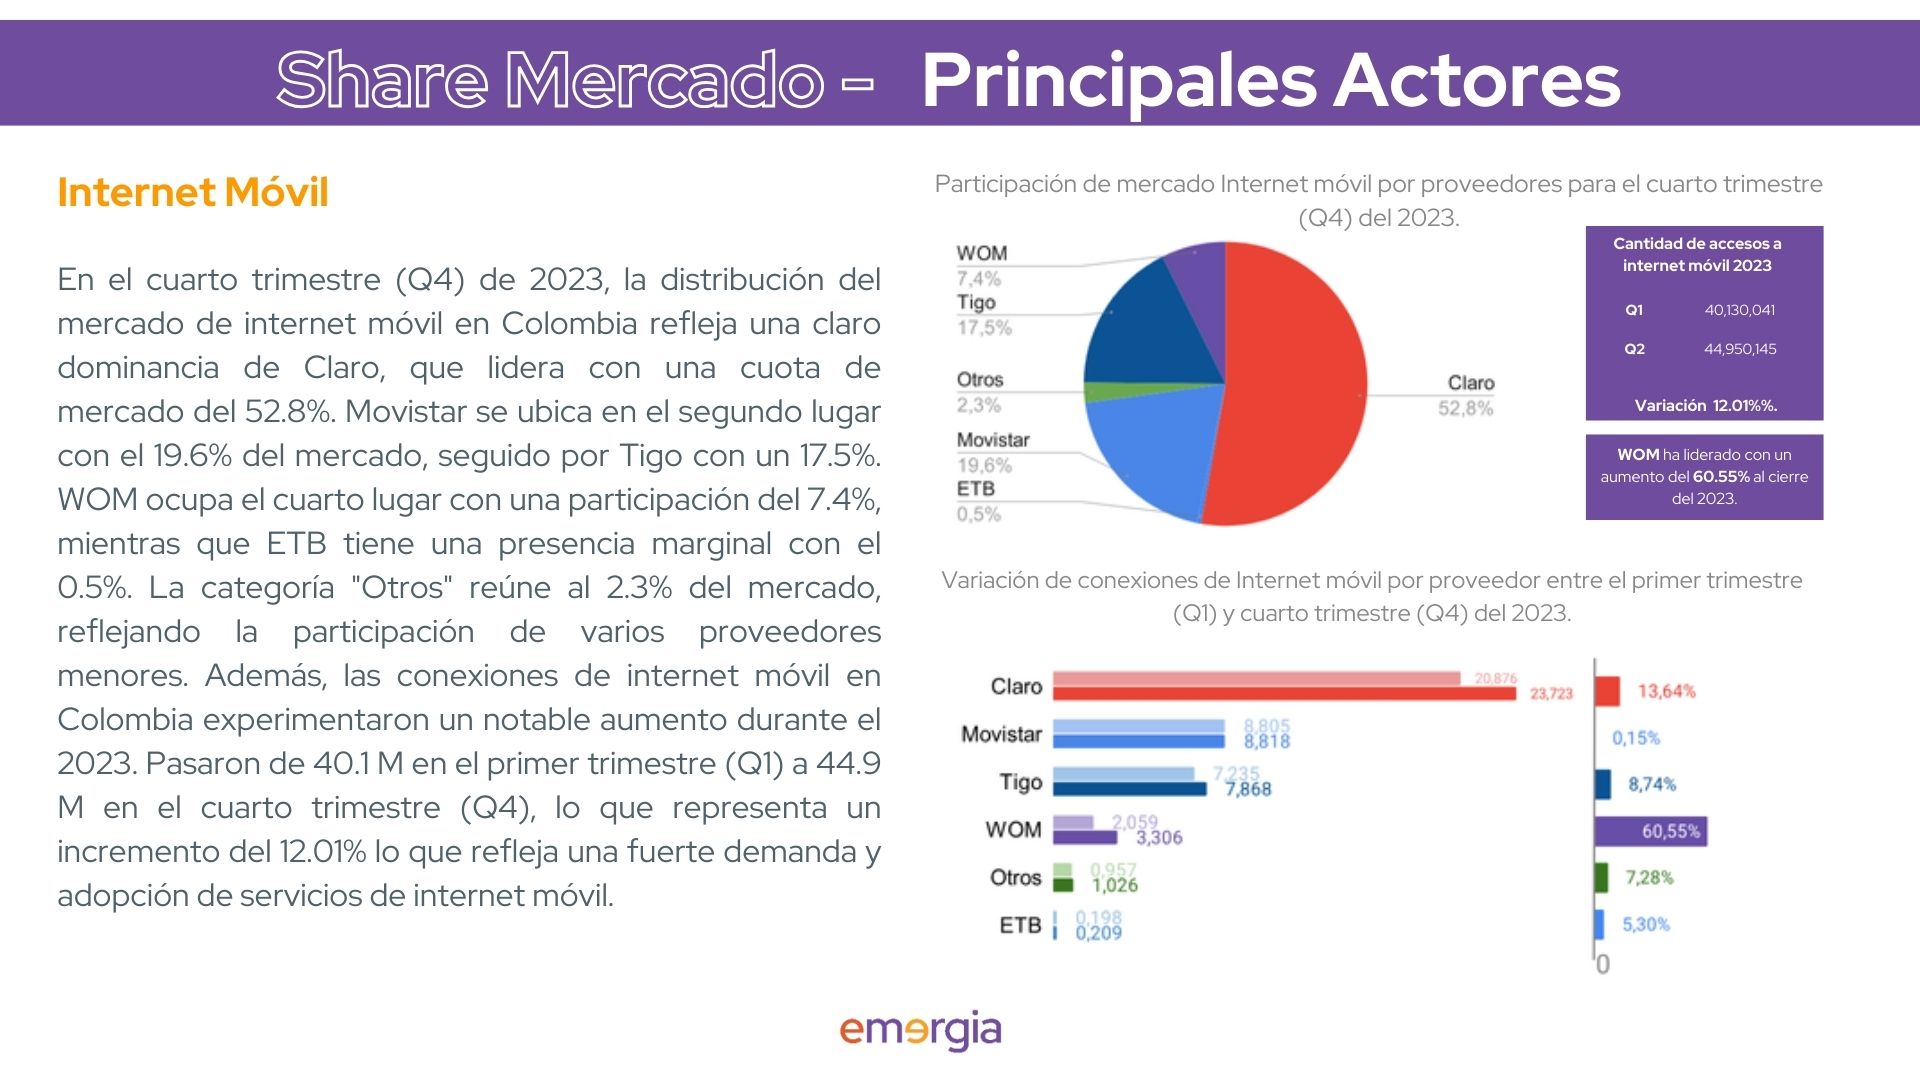 Share Mercado - Principales Actores
Internet Móvil
En el cuarto trimestre (Q4) de 2023, la distribución del
mercado de internet móvil en Colombia refleja una claro
dominancia de Claro, que lidera con una cuota de
mercado del 52.8%. Movistar se ubica en el segundo lugar
con el 19.6% del mercado, seguido por Tigo con un 17.5%.
WOM ocupa el cuarto lugar con una participación del 7.4%,
mientras que ETB tiene una presencia marginal con el
0.5%. La categoría "Otros" reúne al 2.3% del mercado,
reflejando la participación de varios proveedores
menores. Además, las conexiones de internet móvil en
Colombia experimentaron un notable aumento durante el
2023. Pasaron de 40.1 M en el primer trimestre (Q1) a 44.9
M en el cuarto trimestre (Q4), lo que representa un
incremento del 12.01% lo que refleja una fuerte demanda y
adopción de servicios de internet móvil.
Participación de mercado Internet móvil por proveedores para el cuarto trimestre
(Q4) del 2023.
WOM
7,4%
Tigo
17,5%
Otros
2,3%
Movistar
19,6%
ETB
0,5%
Claro
52,8%
Cantidad de accesos a
internet móvil 2023
Q1 40,130,041
Q2 44,950,145
Variación 12.01%%.
WOM ha liderado con un
aumento del 60.55% al cierre
del 2023.
Variación de conexiones de Internet móvil por proveedor entre el primer trimestre
(Q1) y cuarto trimestre (Q4) del 2023.
Claro 20,876 23,723 13,64%
Movistar 8,805 8,818 0,15%
Tigo 7,235 7,868 8,74%
WOM 2,059 3,306 60,55%
Otros 0,957 1,026 7,28%
ETB 0,198 0,209 5,30%
0
emergia